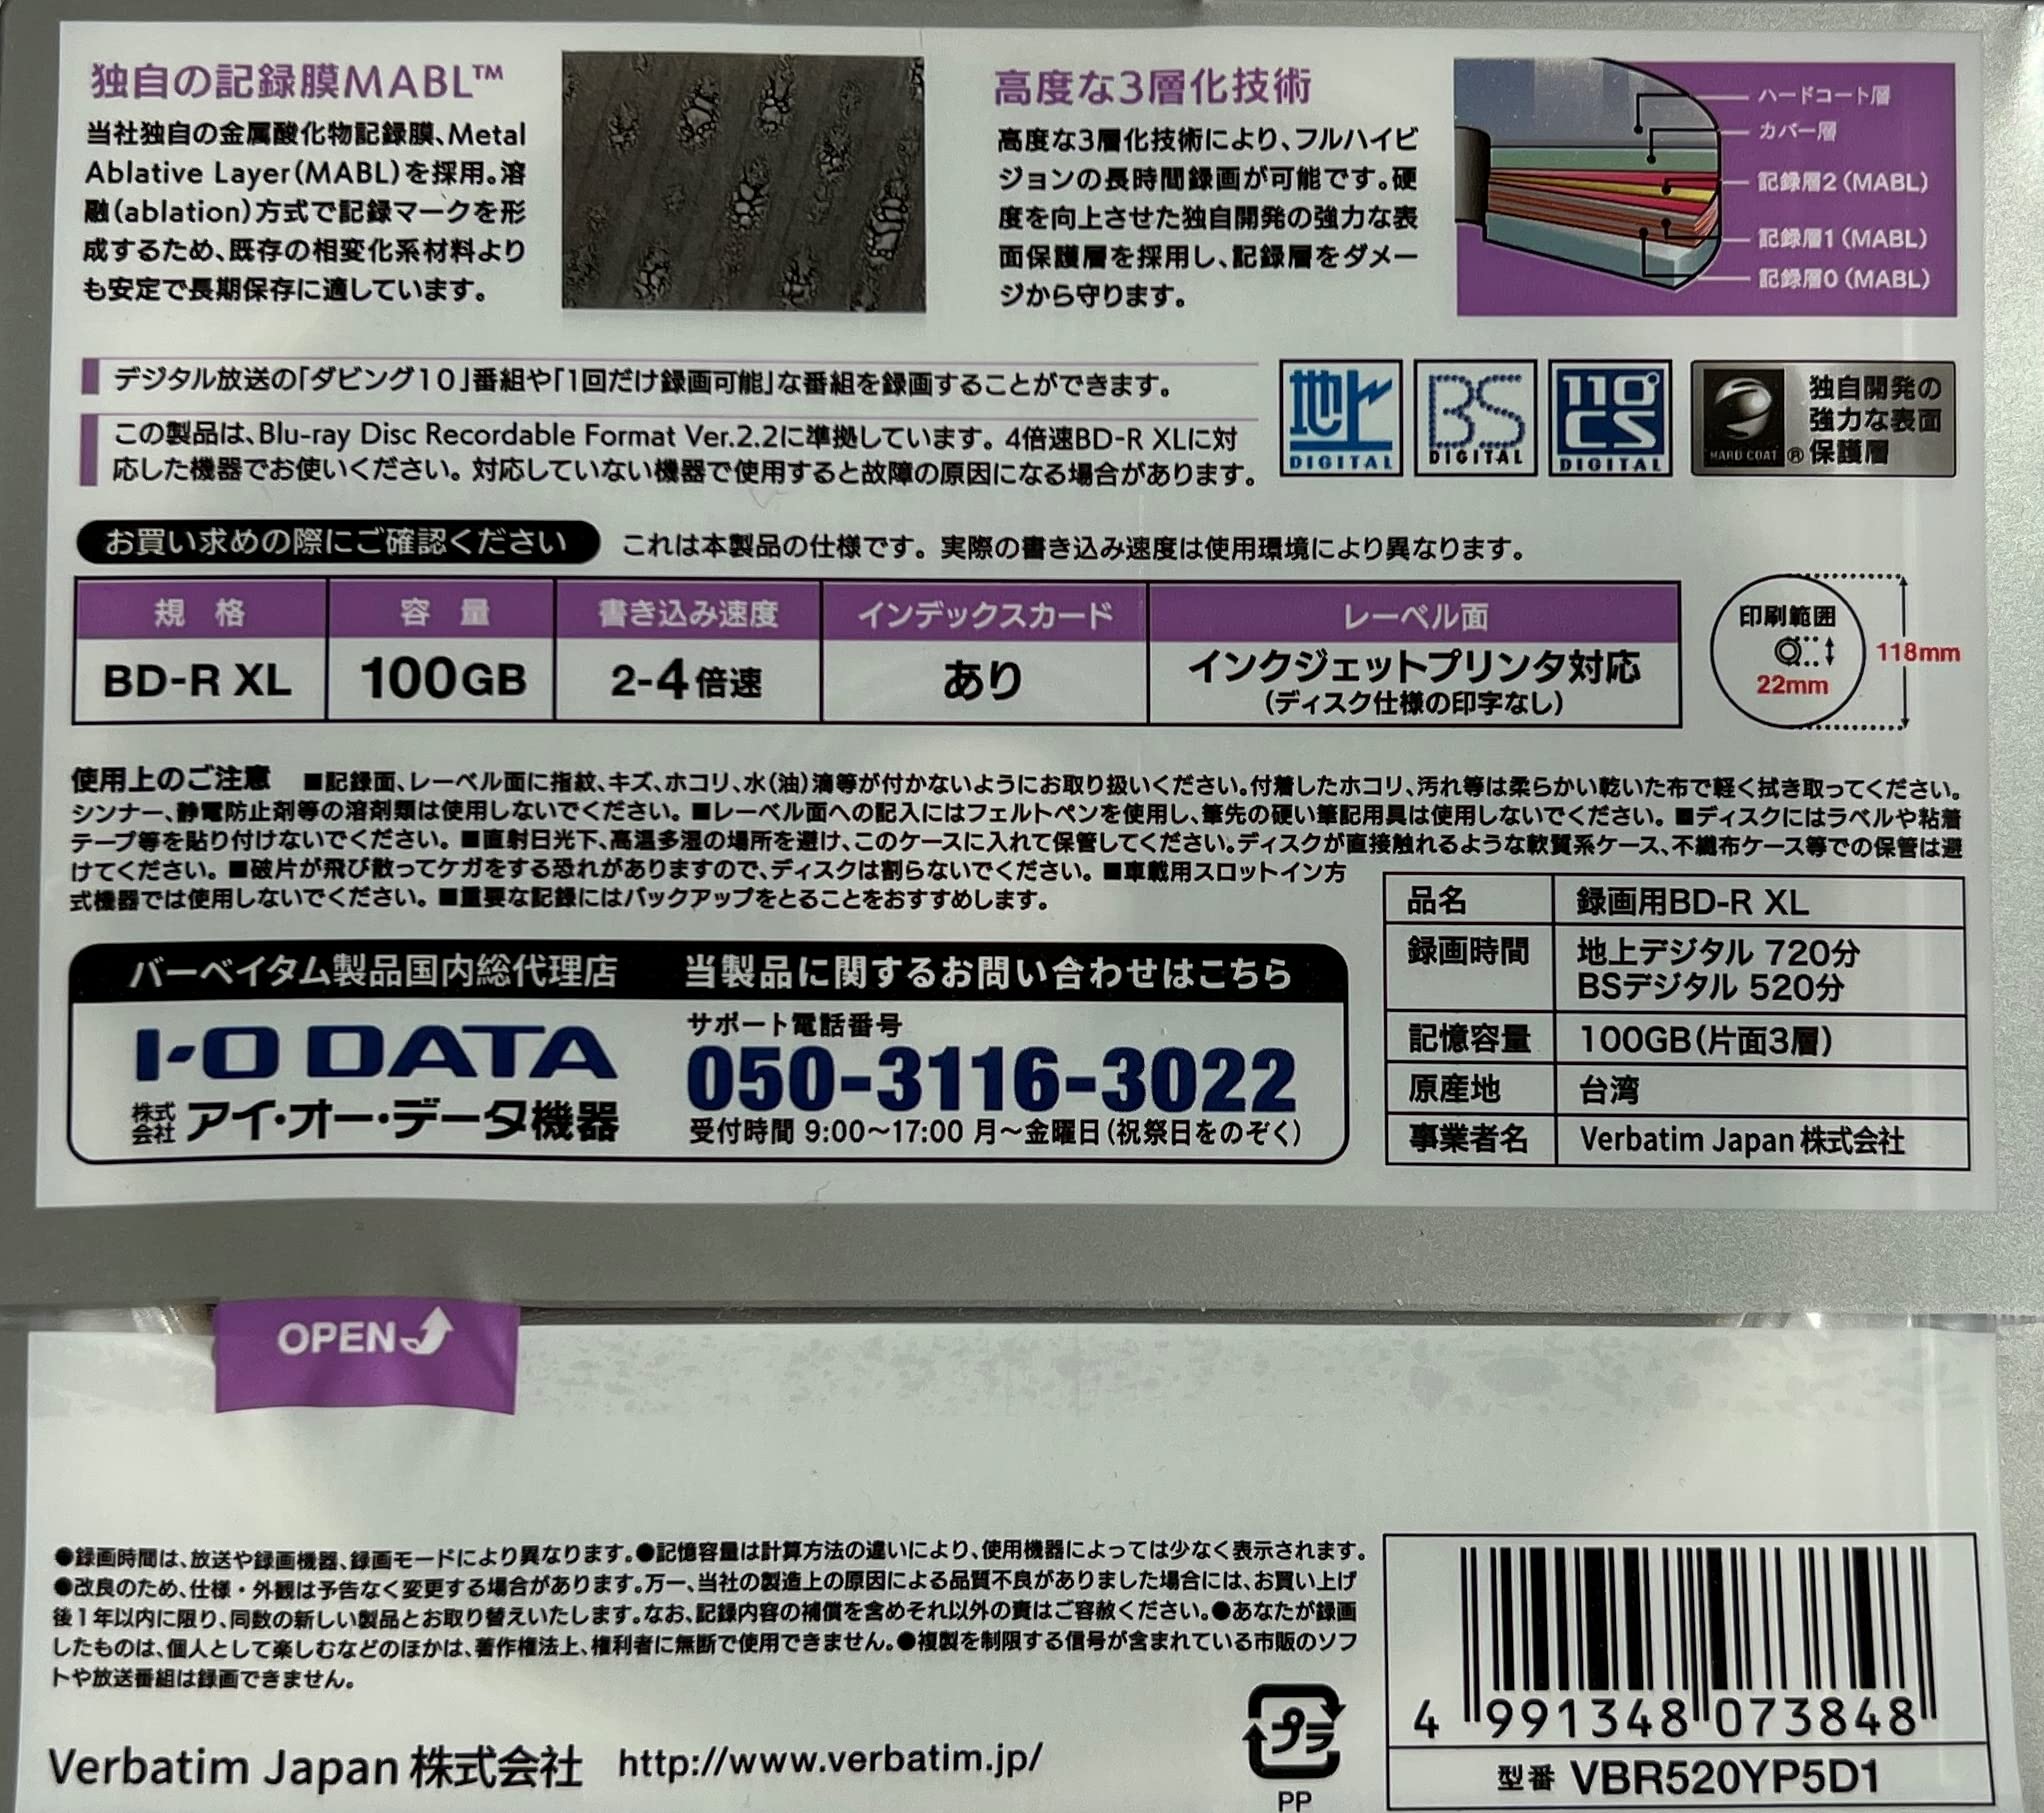 独自の記録膜MABL™
当社独自の金属酸化物記録膜、Metal
Ablative Layer(MABL)を採用。溶
融(ablation)方式で記録マークを形
成するため、既存の相変化系材料より
も安定で長期保存に適しています。
高度な3層化技術
高度な3層化技術により、フルハイビ
ジョンの長時間録画が可能です。硬
度を向上させた独自開発の強力な表
面保護層を採用し、記録層をダメー
ジから守ります。
ハードコート層
カバー層
記録層2(MABL)
記録層1(MABL)
記録層0(MABL)
デジタル放送の「ダビング10」番組や「1回だけ録画可能」な番組を録画することができます。
この製品は、Blu-ray Disc Recordable Format Ver.2.2に準拠しています。4倍速BD-R XLに対
応した機器でお使いください。対応していない機器で使用すると故障の原因になる場合があります。
地上
DIGITAL
BS
DIGITAL
110°
CS
DIGITAL
HARD COAT ®
独自開発の
強力な表面
保護層
お買い求めの際にご確認ください これは本製品の仕様です。実際の書き込み速度は使用環境により異なります。
規格 容量 書き込み速度 インデックスカード レーベル面
BD-R XL 100GB 2-4倍速 あり インクジェットプリンタ対応
(ディスク仕様の印字なし)
印刷範囲
22mm
118mm
使用上のご注意 ■記録面、レーベル面に指紋、キズ、ホコリ、水(油)滴等が付かないようにお取り扱いください。付着したホコリ、汚れ等は柔らかい乾いた布で軽く拭き取ってください。
シンナー、静電防止剤等の溶剤類は使用しないでください。■レーベル面への記入にはフェルトペンを使用し、筆先の硬い筆記用具は使用しないでください。■ディスクにはラベルや粘着
テープ等を貼り付けないでください。■直射日光下、高温多湿の場所を避け、このケースに入れて保管してください。ディスクが直接触れるような軟質系ケース、不織布ケース等での保管は避
けてください。■破片が飛び散ってケガをする恐れがありますので、ディスクは割らないでください。■車載用スロットイン方
式機器では使用しないでください。■重要な記録にはバックアップをとることをおすすめします。
バーベイタム製品国内総代理店 当製品に関するお問い合わせはこちら
I-O DATA
株式会社 アイ・オー・データ機器
サポート電話番号
050-3116-3022
受付時間 9:00〜17:00 月〜金曜日(祝祭日をのぞく)
品名 録画用BD-R XL
録画時間 地上デジタル 720分
BSデジタル 520分
記憶容量 100GB(片面3層)
原産地 台湾
事業者名 Verbatim Japan 株式会社
OPEN
●録画時間は、放送や録画機器、録画モードにより異なります。●記憶容量は計算方法の違いにより、使用機器によっては少なく表示されます。
●改良のため、仕様・外観は予告なく変更する場合があります。万一、当社の製造上の原因による品質不良がありました場合には、お買い上げ
後1年以内に限り、同数の新しい製品とお取り替えいたします。なお、記録内容の補償を含めそれ以外の責はご容赦ください。●あなたが録画
したものは、個人として楽しむなどのほかは、著作権法上、権利者に無断で使用できません。●複製を制限する信号が含まれている市販のソフ
トや放送番組は録画できません。
Verbatim Japan 株式会社 http://www.verbatim.jp/
プラ
PP
4 991348 073848
型番 VBR520YP5D1